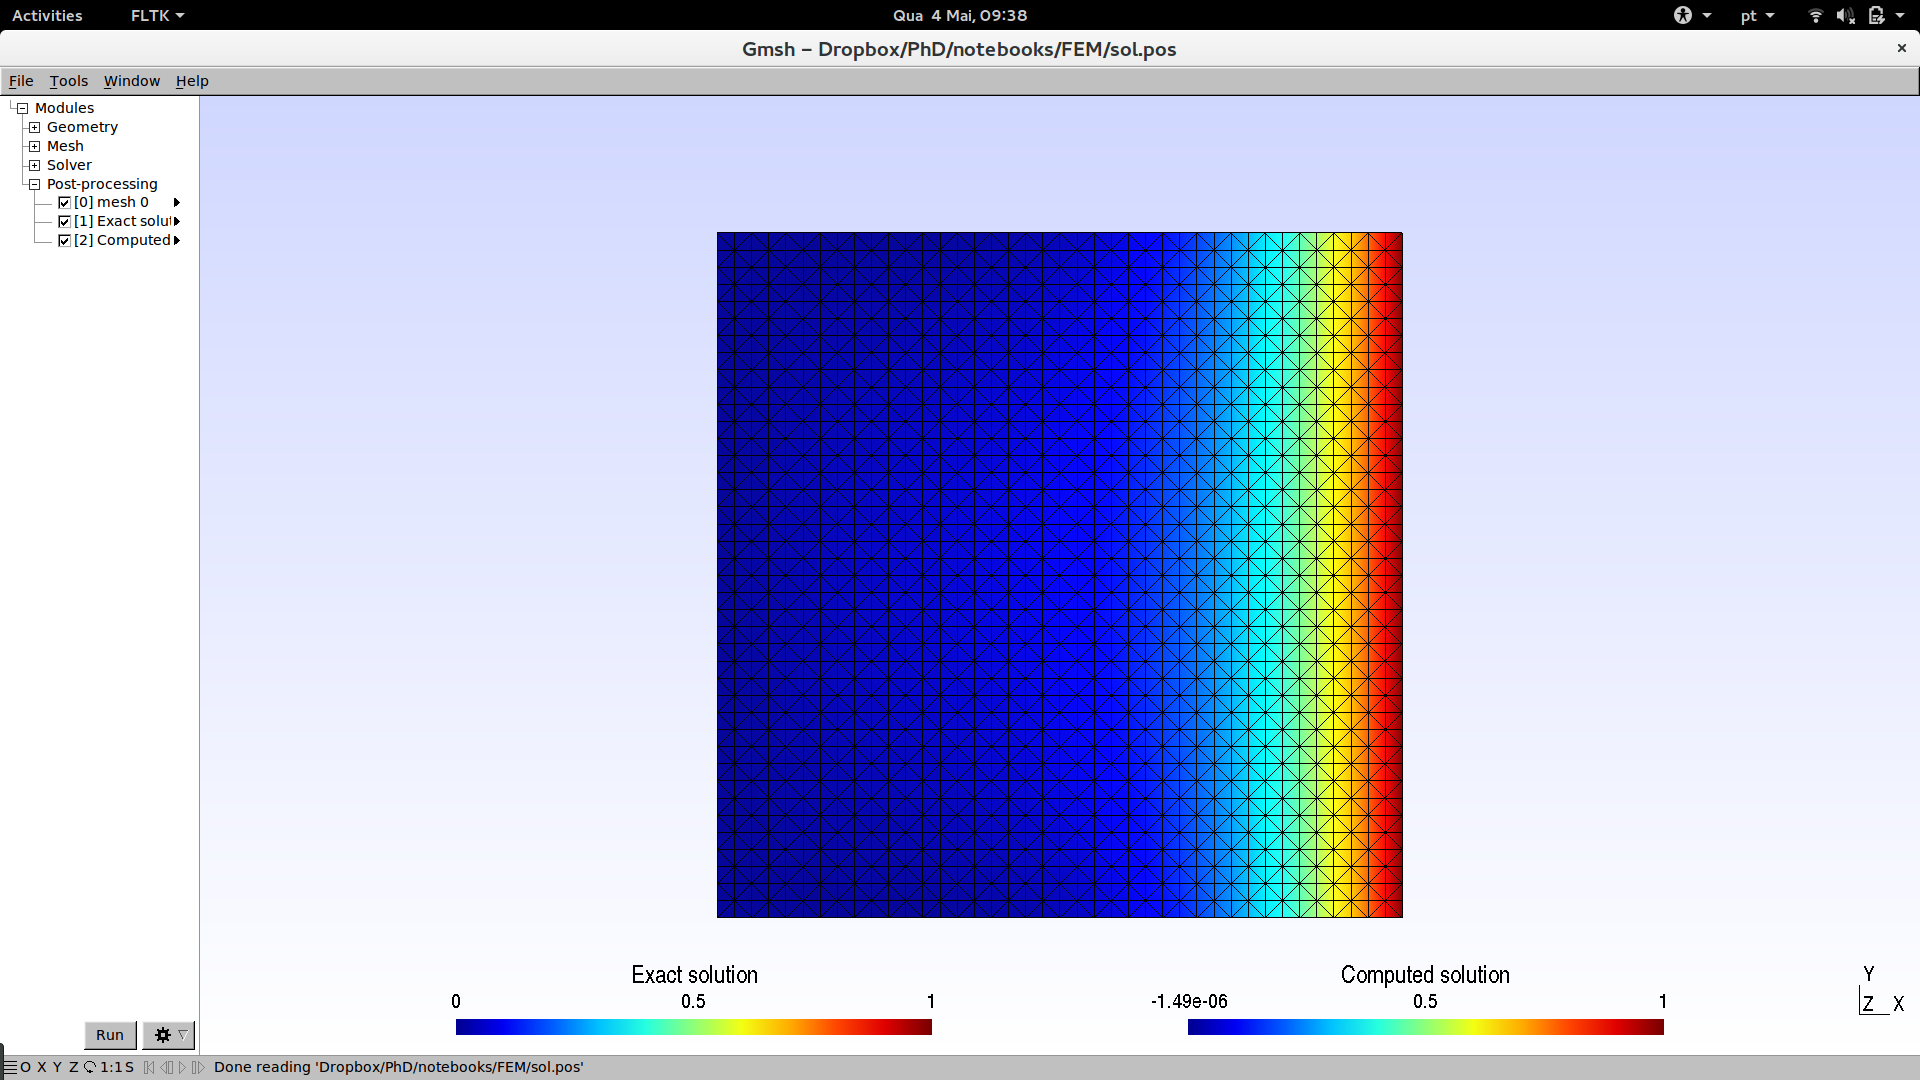 Activities FLTK Qua 4 Mai, 09:38 pt
Gmsh – Dropbox/PhD/notebooks/FEM/sol.pos ×
File Tools Window Help
Modules
Geometry
Mesh
Solver
Post-processing
[0] mesh 0
[1] Exact solut
[2] Computed
Exact solution
0 0.5 1
Computed solution
-1.49e-06 0.5 1
Y
Z X
Run
O X Y Z 1:1 S Done reading 'Dropbox/PhD/notebooks/FEM/sol.pos'